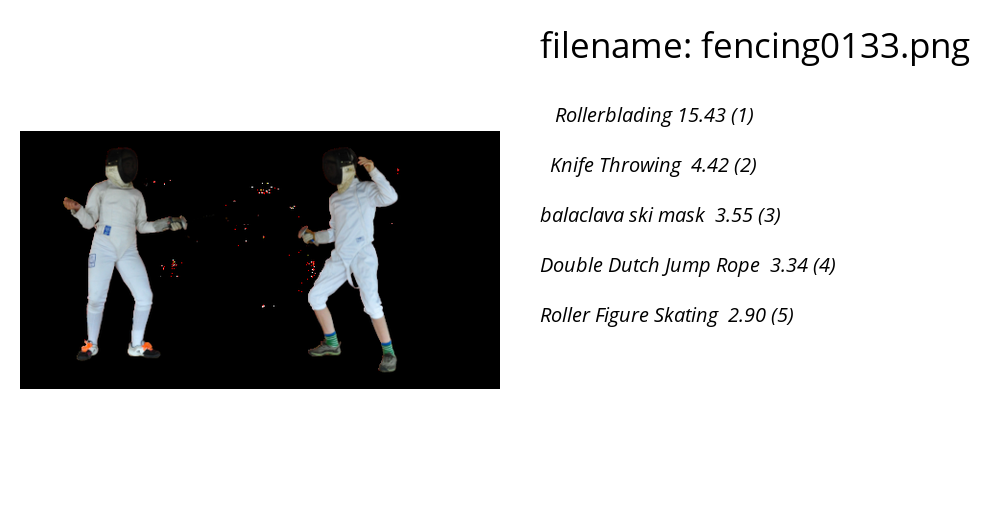 filename: fencing0133.png
Rollerblading 15.43 (1)
Knife Throwing 4.42 (2)
balaclava ski mask 3.55 (3)
Double Dutch Jump Rope 3.34 (4)
Roller Figure Skating 2.90 (5)